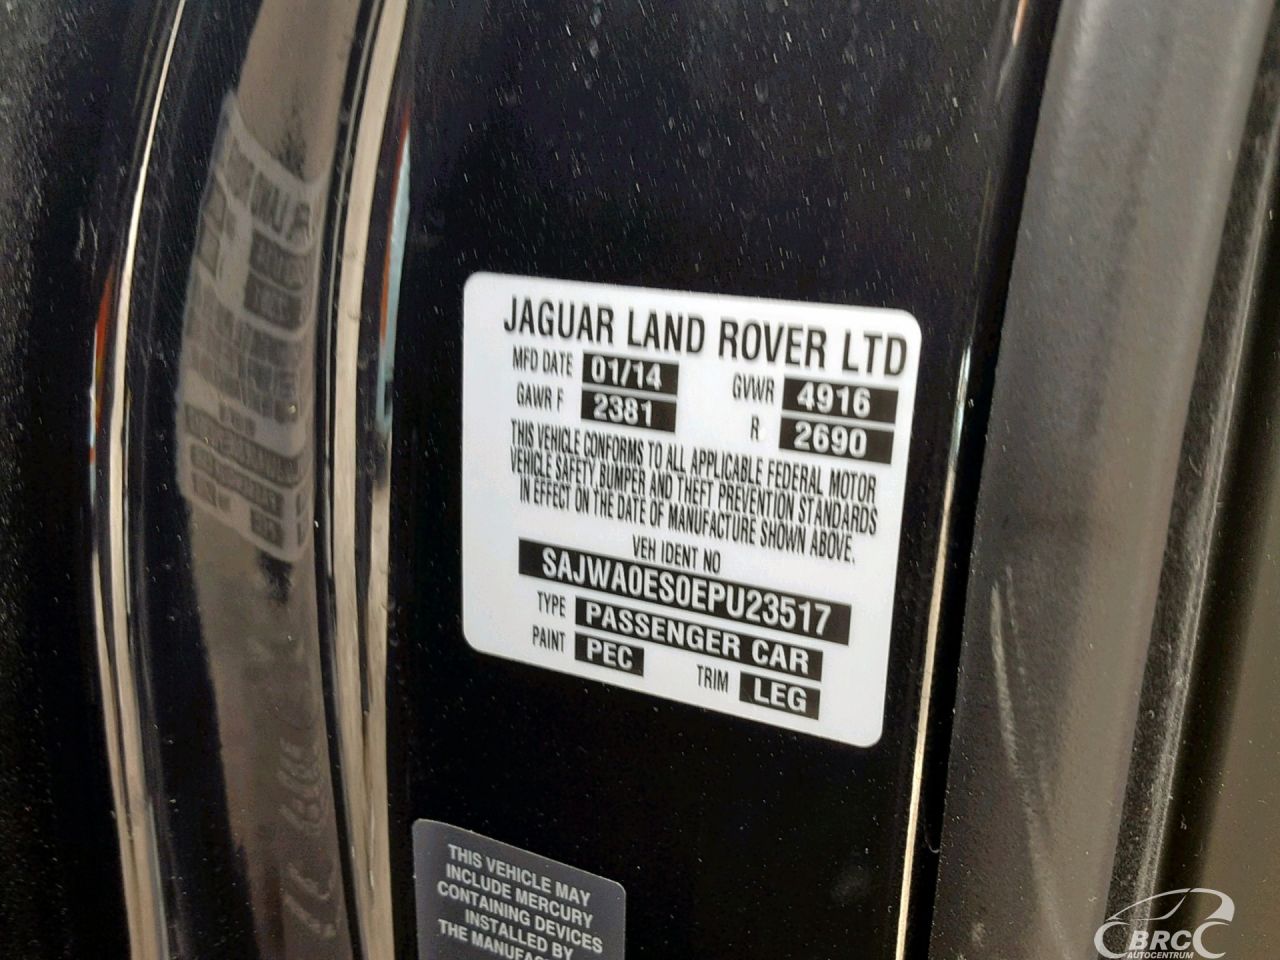 JAGUAR LAND ROVER LTD
MFD DATE 01/14 GVWR 4916
GAWR F 2381 R 2690
THIS VEHICLE CONFORMS TO ALL APPLICABLE FEDERAL MOTOR
VEHICLE SAFETY, BUMPER AND THEFT PREVENTION STANDARDS
IN EFFECT ON THE DATE OF MANUFACTURE SHOWN ABOVE.
VEH IDENT NO
SAJWA0ES0EPU23517
TYPE PASSENGER CAR
PAINT PEC TRIM LEG
THIS VEHICLE MAY
INCLUDE MERCURY
CONTAINING DEVICES
INSTALLED BY
THE
BRC
AUTOCENTRUM